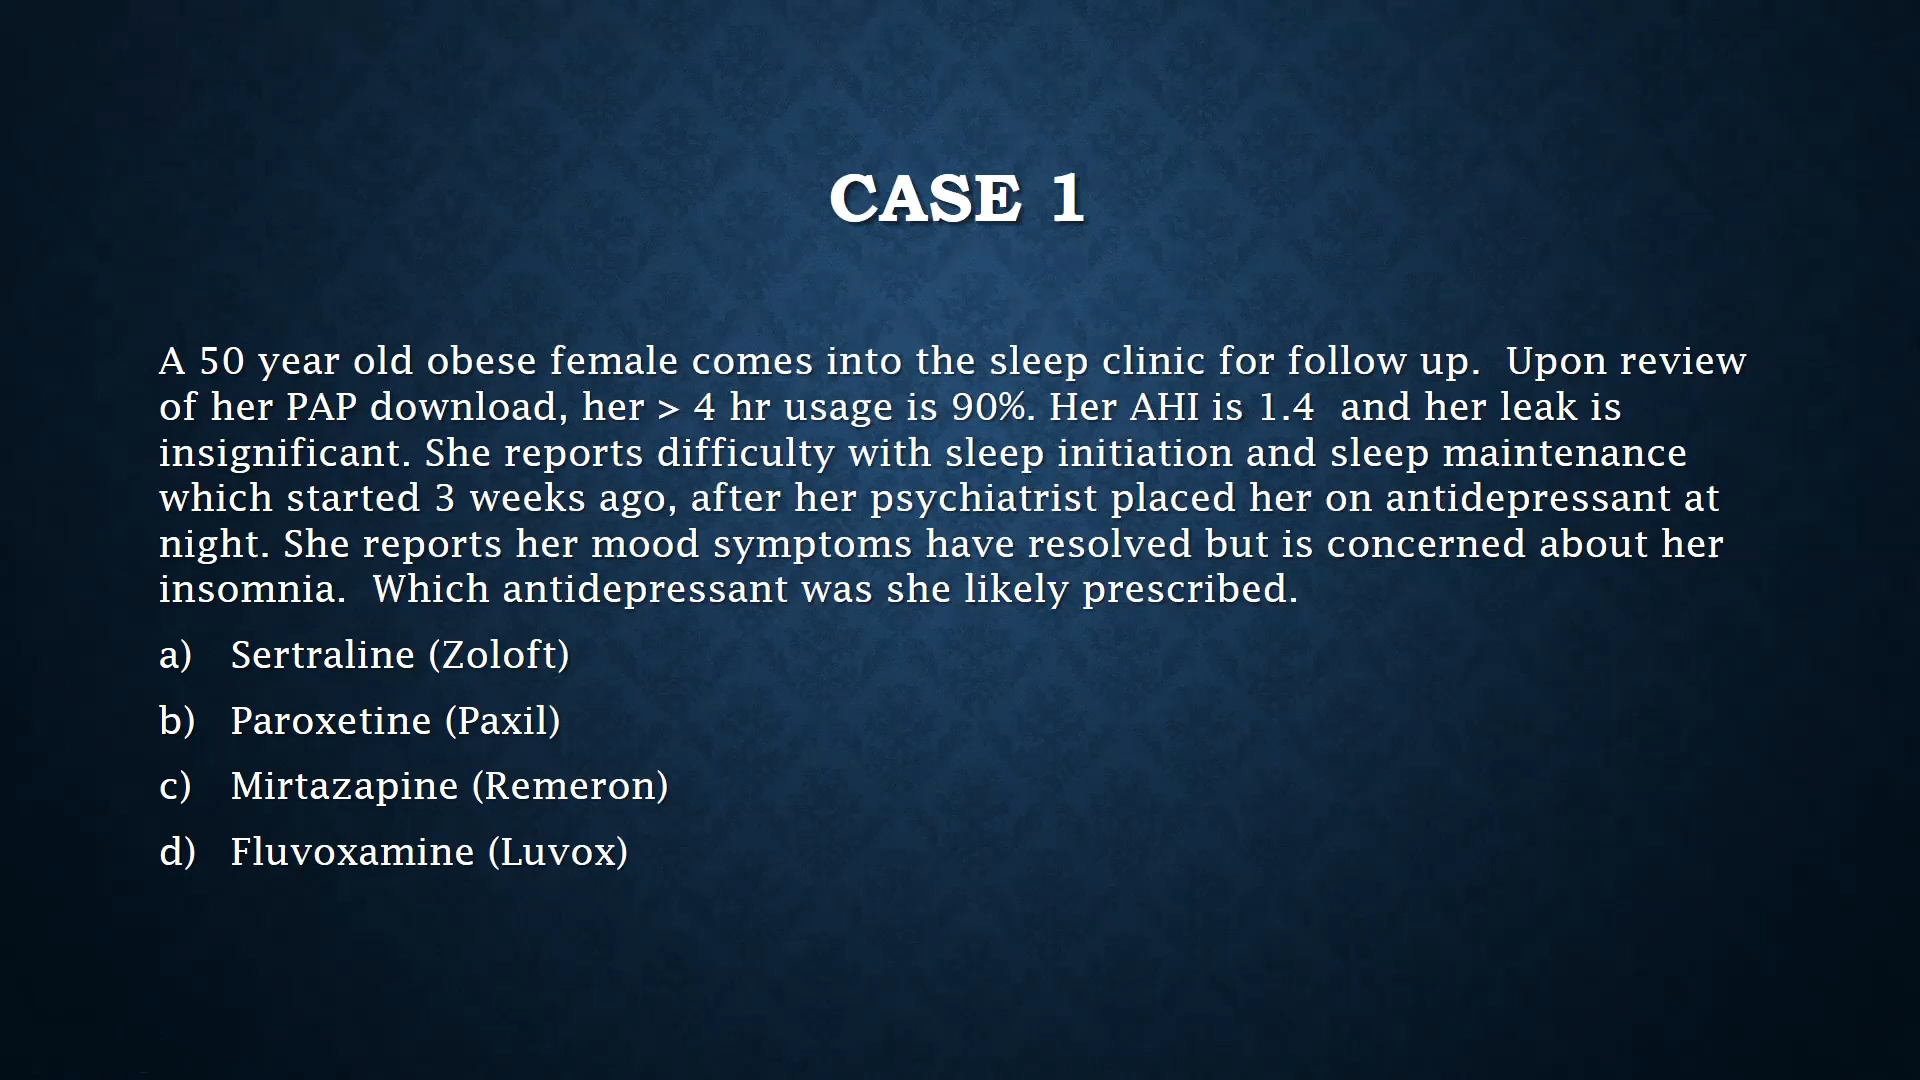 CASE 1
A 50 year old obese female comes into the sleep clinic for follow up.  Upon review
of her PAP download, her > 4 hr usage is 90%. Her AHI is 1.4  and her leak is
insignificant. She reports difficulty with sleep initiation and sleep maintenance
which started 3 weeks ago, after her psychiatrist placed her on antidepressant at
night. She reports her mood symptoms have resolved but is concerned about her
insomnia.  Which antidepressant was she likely prescribed.
a) Sertraline (Zoloft)
b) Paroxetine (Paxil)
c) Mirtazapine (Remeron)
d) Fluvoxamine (Luvox)